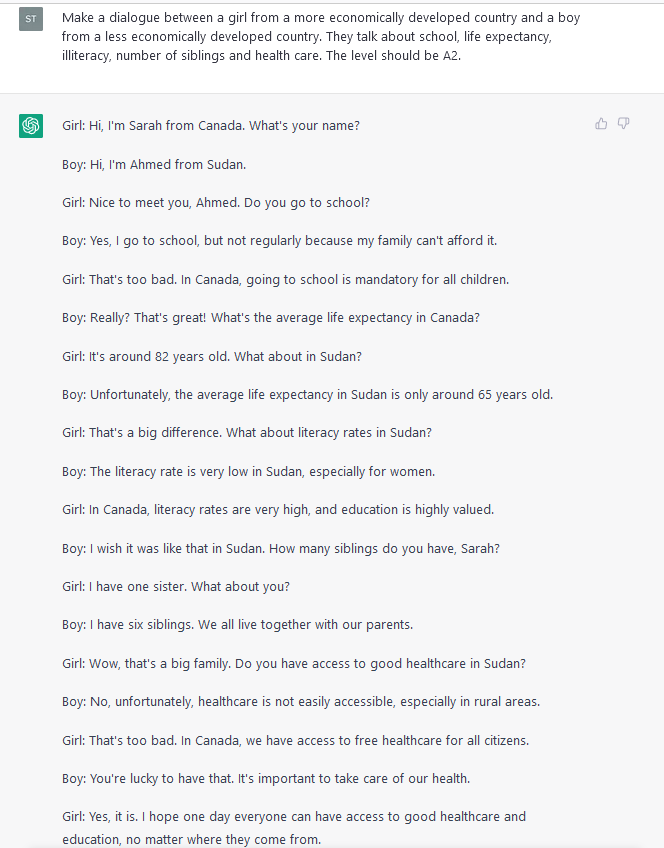 ST
Make a dialogue between a girl from a more economically developed country and a boy
from a less economically developed country. They talk about school, life expectancy,
illiteracy, number of siblings and health care. The level should be A2.
Girl: Hi, I'm Sarah from Canada. What's your name?
Boy: Hi, I'm Ahmed from Sudan.
Girl: Nice to meet you, Ahmed. Do you go to school?
Boy: Yes, I go to school, but not regularly because my family can't afford it.
Girl: That's too bad. In Canada, going to school is mandatory for all children.
Boy: Really? That's great! What's the average life expectancy in Canada?
Girl: It's around 82 years old. What about in Sudan?
Boy: Unfortunately, the average life expectancy in Sudan is only around 65 years old.
Girl: That's a big difference. What about literacy rates in Sudan?
Boy: The literacy rate is very low in Sudan, especially for women.
Girl: In Canada, literacy rates are very high, and education is highly valued.
Boy: I wish it was like that in Sudan. How many siblings do you have, Sarah?
Girl: I have one sister. What about you?
Boy: I have six siblings. We all live together with our parents.
Girl: Wow, that's a big family. Do you have access to good healthcare in Sudan?
Boy: No, unfortunately, healthcare is not easily accessible, especially in rural areas.
Girl: That's too bad. In Canada, we have access to free healthcare for all citizens.
Boy: You're lucky to have that. It's important to take care of our health.
Girl: Yes, it is. I hope one day everyone can have access to good healthcare and
education, no matter where they come from.